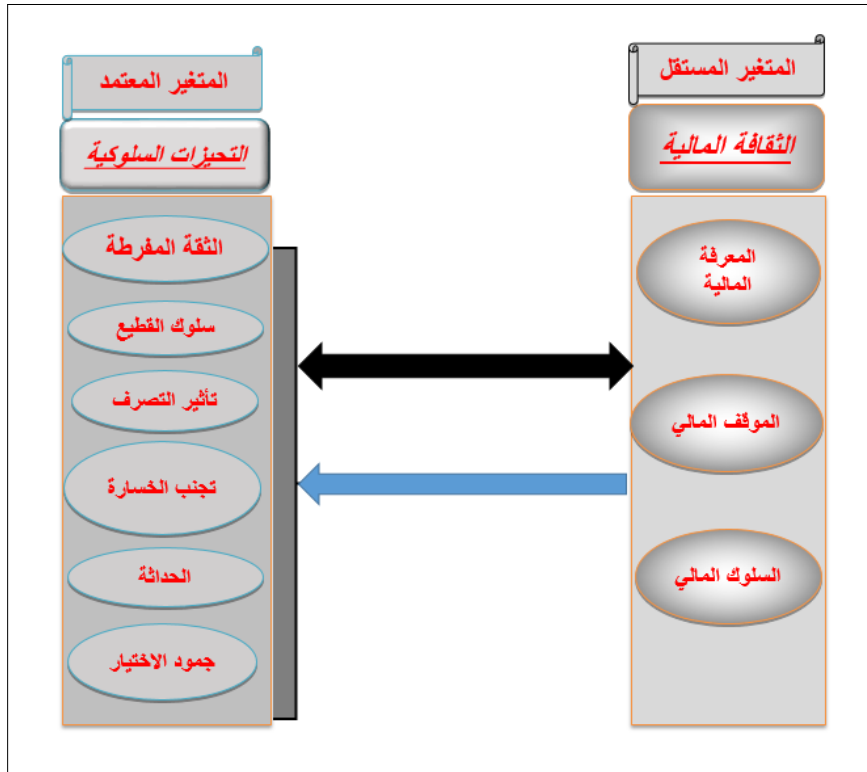 المتغير المستقل
الثقافة المالية
المعرفة
المالية
الموقف المالي
السلوك المالي
المتغير المعتمد
التحيزات السلوكية
الثقة المفرطة
سلوك القطيع
تأثير التصرف
تجنب الخسارة
الحداثة
جمود الاختيار